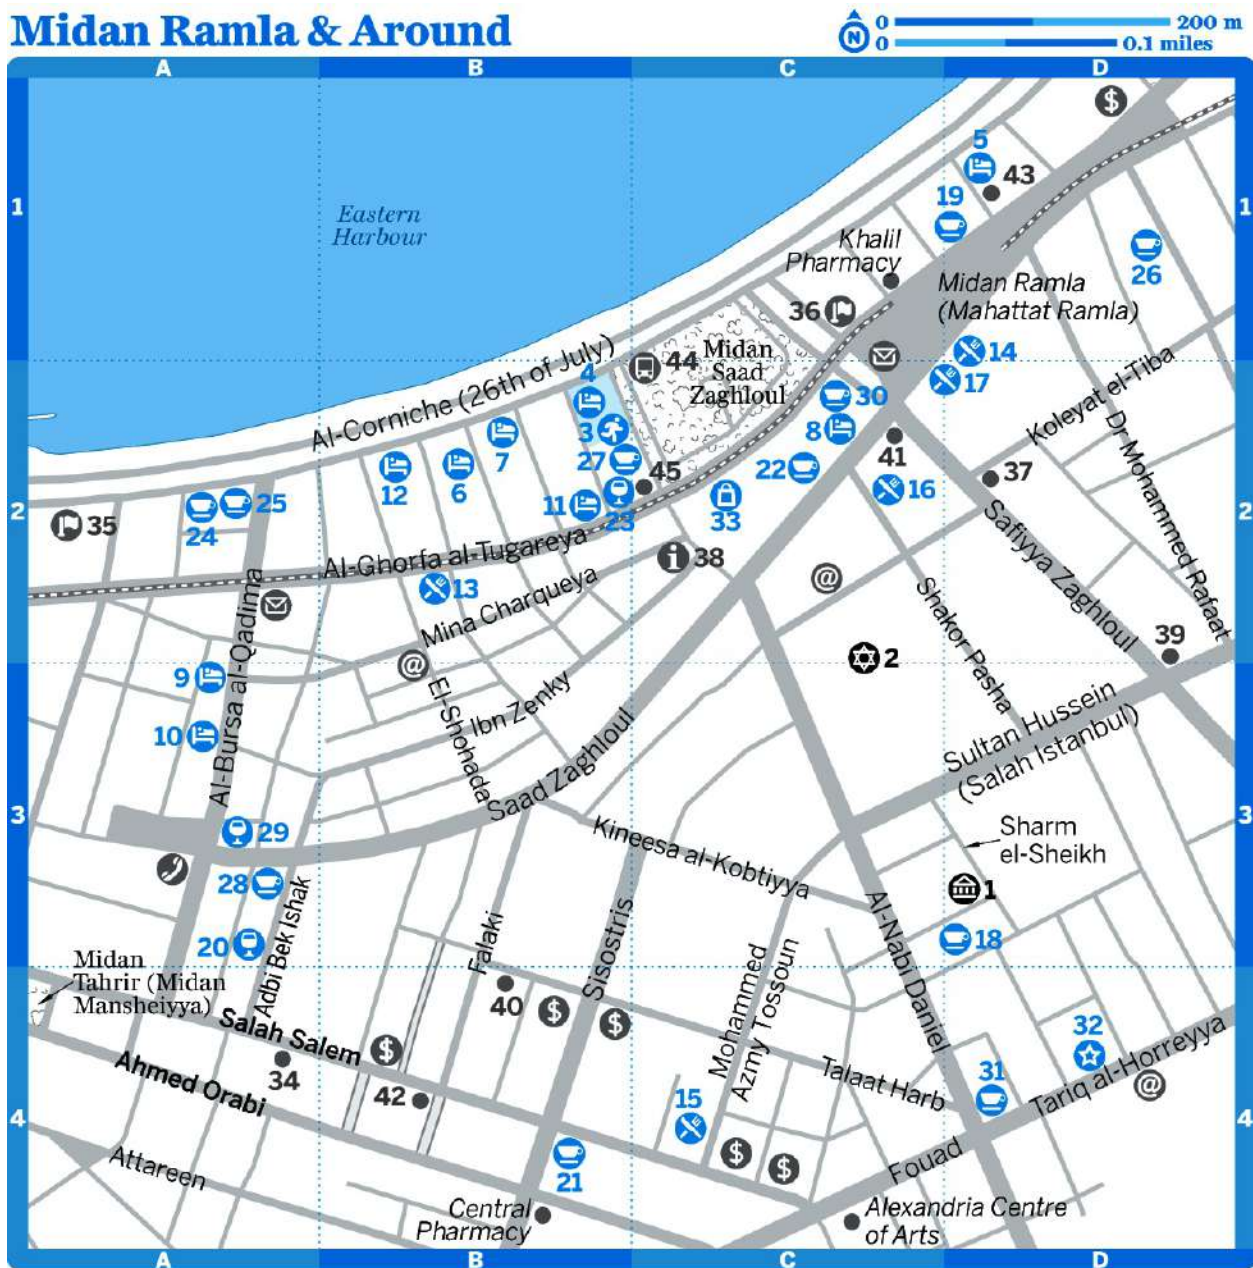 Midan Ramla & Around
N
0 200 m
0 0.1 miles
A B C D
1 1
2 2
3 3
4 4
Eastern
Harbour
$
5
43
19
Khalil
Pharmacy
26
36
Midan Ramla
(Mahattat Ramla)
Al-Corniche (26th of July)
44
Midan
Saad
Zaghloul
14
17
4
30
3
8
Koleyat el-Tiba
7
27
45
22
41
12
6
37
Dr Mohammed Rafaat
25
24
11
23
33
16
35
Safiyya Zaghloul
Al-Ghorfa al-Tugareya
i 38
@
13
Mina Charqueya
Shakor Pasha
39
Al-Bursa al-Qadima
@
2
9
El-Shohada
Ibn Zenky
10
Sultan Hussein
(Salah Istanbul)
Saad Zaghloul
29
Kineesa al-Kobtiyya
Sharm
el-Sheikh
28
1
Adbi Bek Ishak
Al-Nabi Daniel
20
18
Falaki
Sisostris
Mohammed
Azmy Tossoun
Midan
Tahrir (Midan
Mansheiyya)
40
$
$
Salah Salem
$
32
34
Ahmed Orabi
42
Talaat Harb
31
@
Tariq al-Horreyya
15
$
$
21
Attareen
Fouad
Central
Pharmacy
Alexandria Centre
of Arts
A B C D